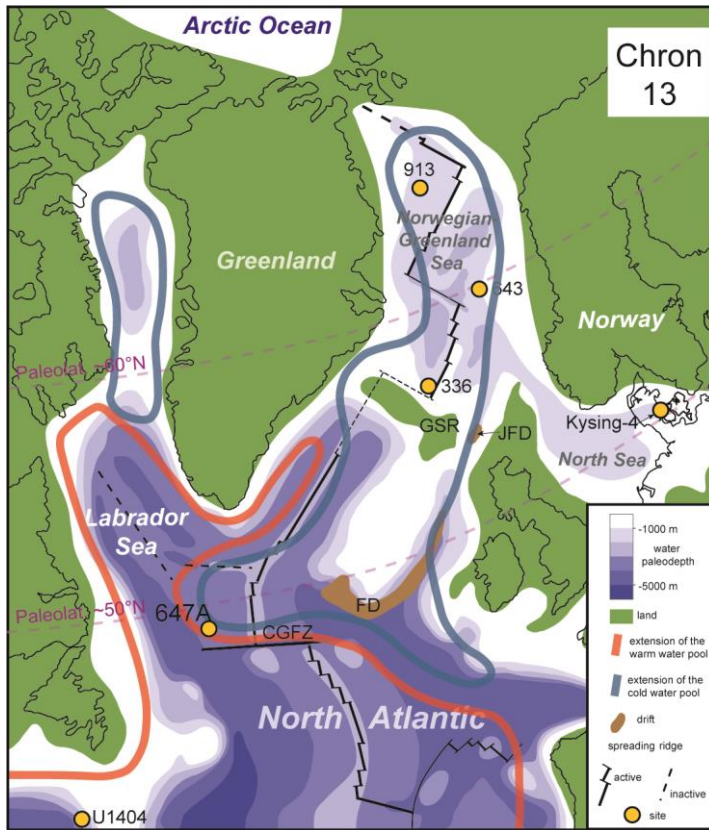 Arctic Ocean
Chron
13
913
Norwegian-
Greenland
Sea
Greenland
643
Norway
Paleolat. ~60°N
336
Kysing-4
GSR
JFD
North Sea
Labrador
Sea
Paleolat. ~50°N
647A
FD
CGFZ
North Atlantic
U1404
-1000 m
water
paleodepth
-5000 m
land
extension of the
warm water pool
extension of the
cold water pool
drift
spreading ridge
active
inactive
site